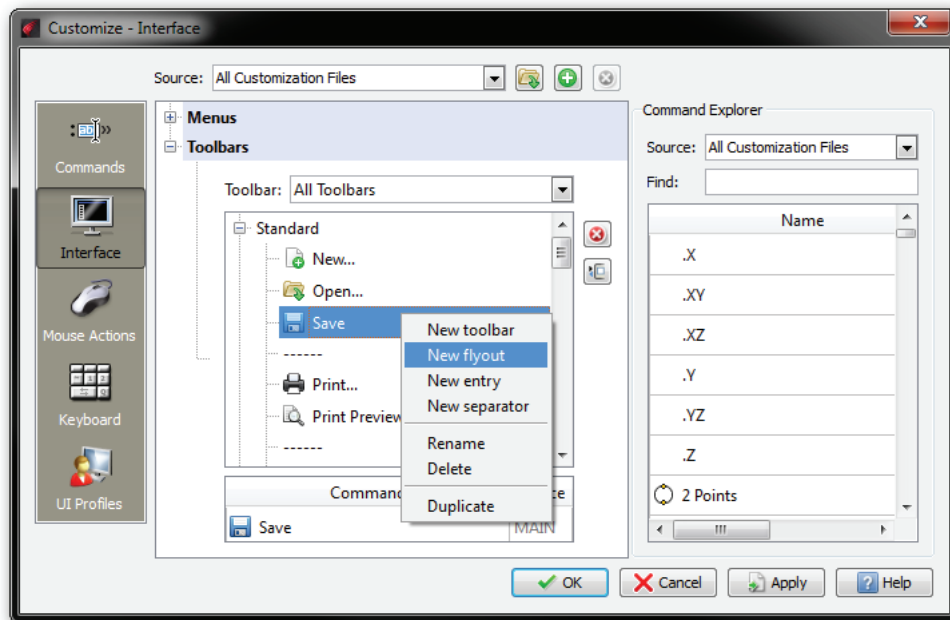 Customize - Interface
Source: All Customization Files
Commands
Interface
Mouse Actions
Keyboard
UI Profiles
Menus
Toolbars
Toolbar: All Toolbars
Standard
New...
Open...
Save
------
Print...
Print Preview
------
New toolbar
New flyout
New entry
New separator
Rename
Delete
Duplicate
Comman ce
Save MAIN
Command Explorer
Source: All Customization Files
Find:
Name
.X
.XY
.XZ
.Y
.YZ
.Z
2 Points
OK Cancel Apply Help